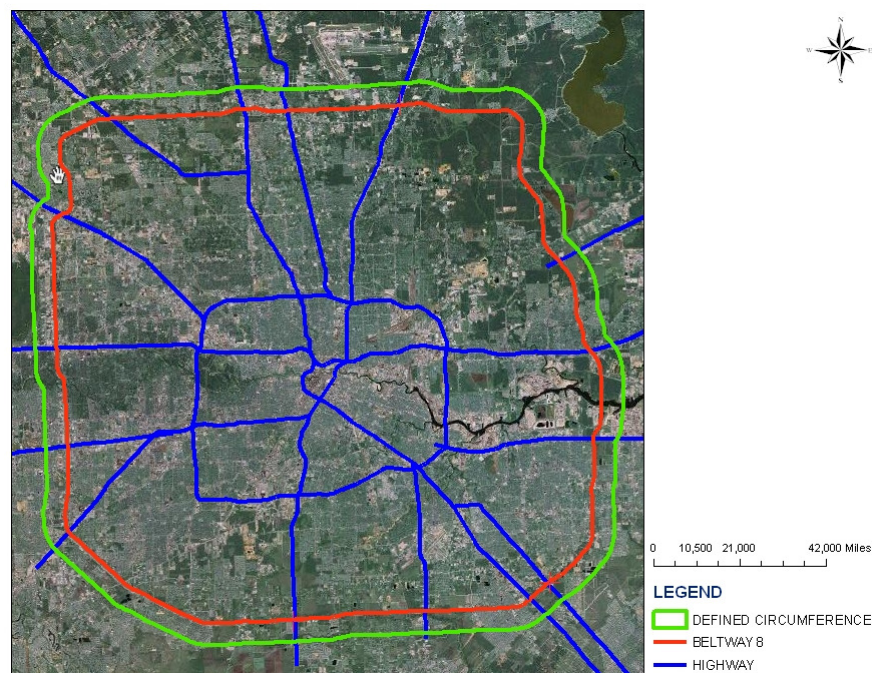 N
W E
S
0 10,500 21,000 42,000 Miles
LEGEND
DEFINED CIRCUMFERENCE
BELTWAY 8
HIGHWAY